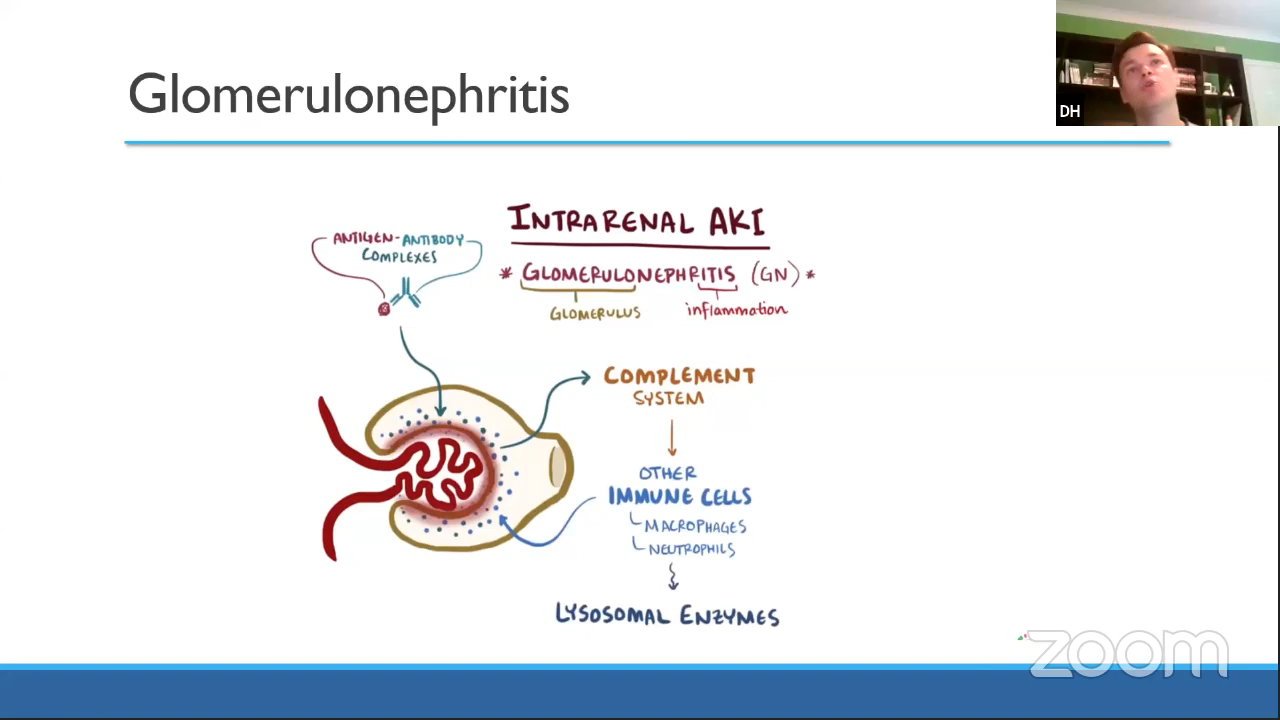 Glomerulonephritis
DH
INTRARENAL AKI
ANTIGEN-ANTIBODY
COMPLEXES
* GLOMERULONEPHRITIS (GN) *
GLOMERULUS
inflammation
COMPLEMENT
SYSTEM
OTHER
IMMUNE CELLS
MACROPHAGES
NEUTROPHILS
LYSOSOMAL ENZYMES
zoom